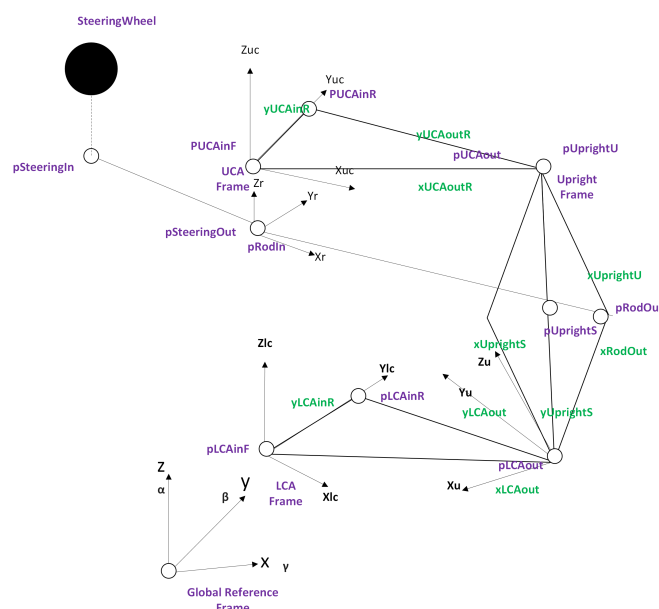 SteeringWheel
Zuc
Yuc
PUCAinR
yUCAinR
yUCAoutR
PUCAinF
pUCAout
pUprightU
pSteeringIn
UCA
Frame
Xuc
xUCAoutR
Upright
Frame
Zr
Yr
pSteeringOut
pRodIn
Xr
xUprightU
pRodOu
pUprightS
Zlc
xUprightS
xRodOut
Zu
Ylc
yLCAinR
pLCAinR
Yu
yLCAout
yUprightS
pLCAinF
pLCAout
LCA
Frame
Xlc
Xu
xLCAout
Z
α
y
β
X
γ
Global Reference
Frame